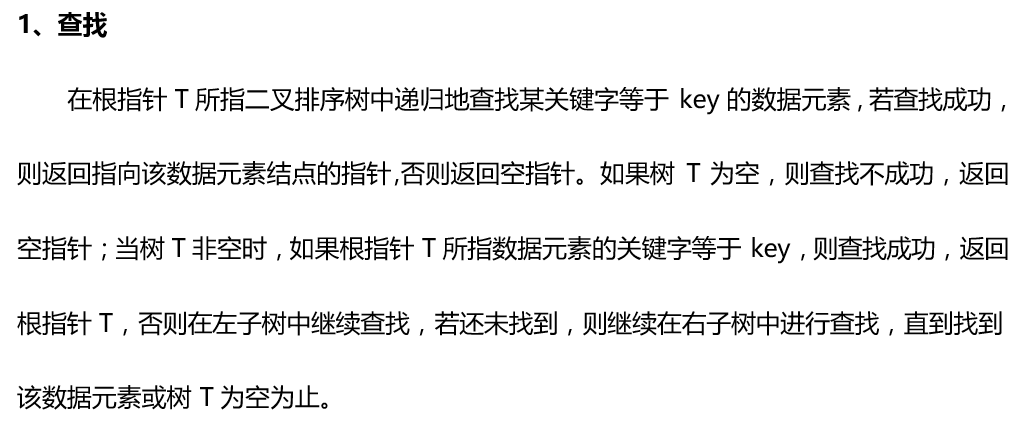 1、查找
在根指针 T 所指二叉排序树中递归地查找某关键字等于 key 的数据元素，若查找成功，
则返回指向该数据元素结点的指针,否则返回空指针。如果树 T 为空，则查找不成功，返回
空指针；当树 T 非空时，如果根指针 T 所指数据元素的关键字等于 key，则查找成功，返回
根指针 T，否则在左子树中继续查找，若还未找到，则继续在右子树中进行查找，直到找到
该数据元素或树 T 为空为止。